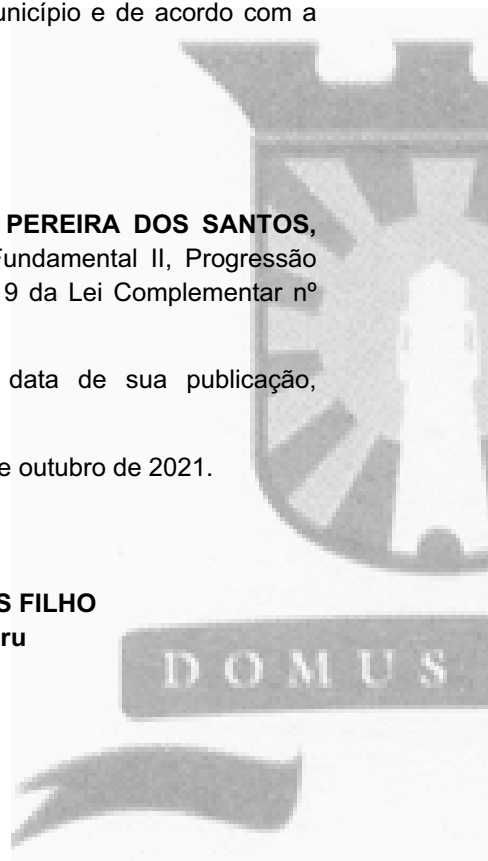 unicípio e de acordo com a
PEREIRA DOS SANTOS,
Fundamental II, Progressão
9 da Lei Complementar nº
data de sua publicação,
e outubro de 2021.
S FILHO
ru
DOMUS